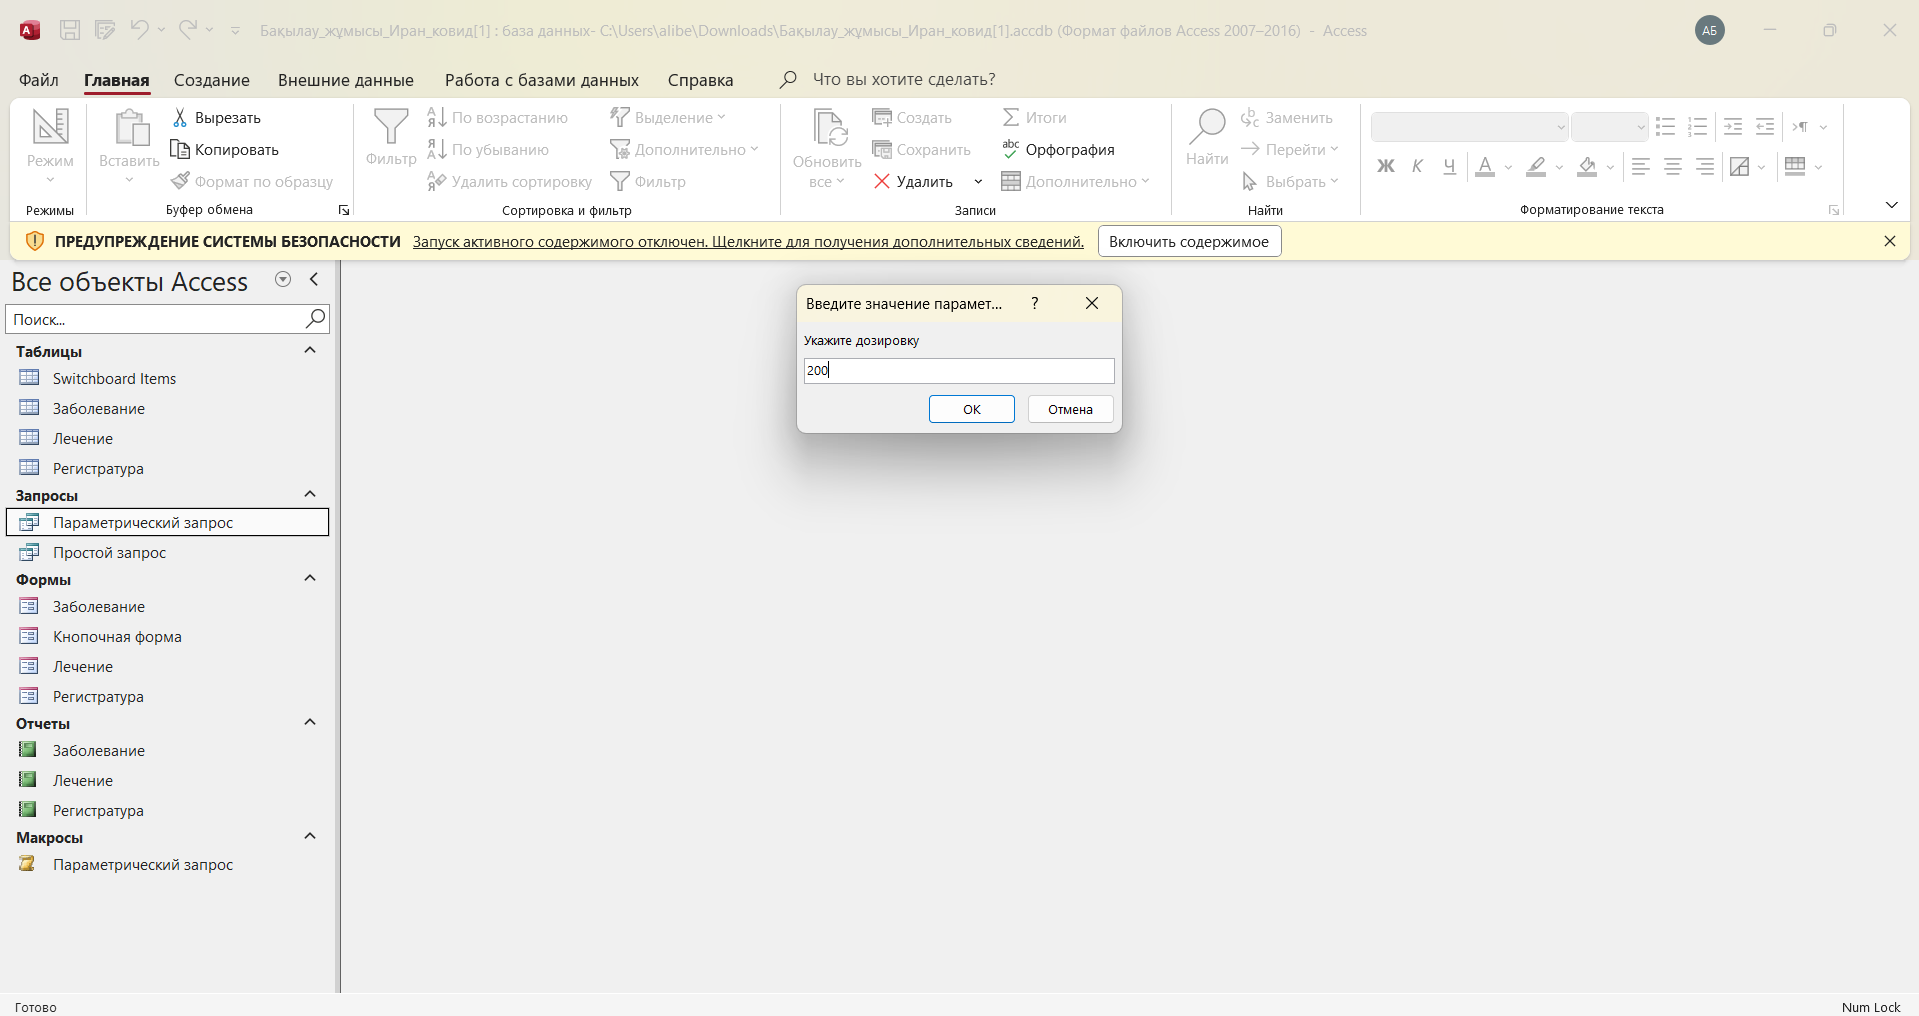 Бақылау_жұмысы_Иран_ковид[1] : база данных- C:\Users\alibe\Downloads\Бақылау_жұмысы_Иран_ковид[1].accdb (Формат файлов Access 2007–2016) - Access
АБ
Файл Главная Создание Внешние данные Работа с базами данных Справка Что вы хотите сделать?
Режим
Режимы
Вставить
Вырезать
Копировать
Формат по образцу
Буфер обмена
Фильтр
По возрастанию
По убыванию
Удалить сортировку
Выделение
Дополнительно
Фильтр
Сортировка и фильтр
Обновить
все
Создать
Сохранить
Удалить
Итоги
Орфография
Дополнительно
Записи
Найти
Заменить
Перейти
Выбрать
Найти
Ж К Ч А
Форматирование текста
ПРЕДУПРЕЖДЕНИЕ СИСТЕМЫ БЕЗОПАСНОСТИ Запуск активного содержимого отключен. Щелкните для получения дополнительных сведений. Включить содержимое
Все объекты Access
Поиск...
Таблицы
Switchboard Items
Заболевание
Лечение
Регистратура
Запросы
Параметрический запрос
Простой запрос
Формы
Заболевание
Кнопочная форма
Лечение
Регистратура
Отчеты
Заболевание
Лечение
Регистратура
Макросы
Параметрический запрос
Введите значение парамет... ?
Укажите дозировку
200
ОК Отмена
Готово
Num Lock